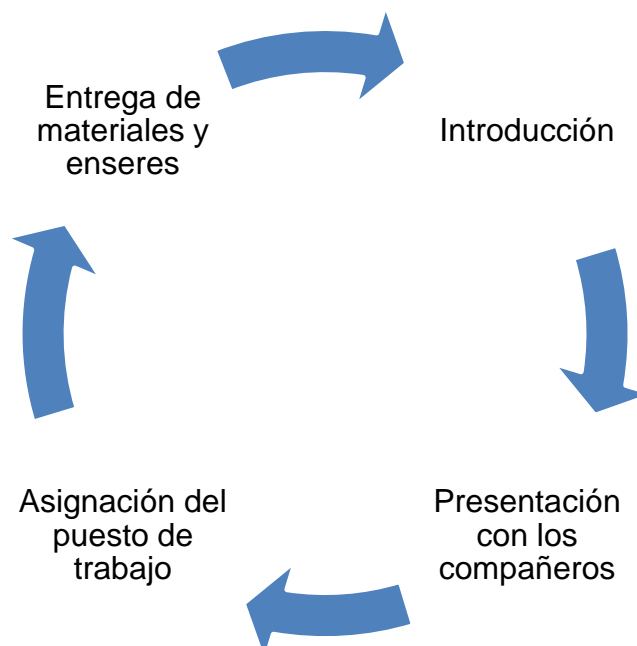 Entrega de
materiales y
enseres
Introducción
Presentación
con los
compañeros
Asignación del
puesto de
trabajo